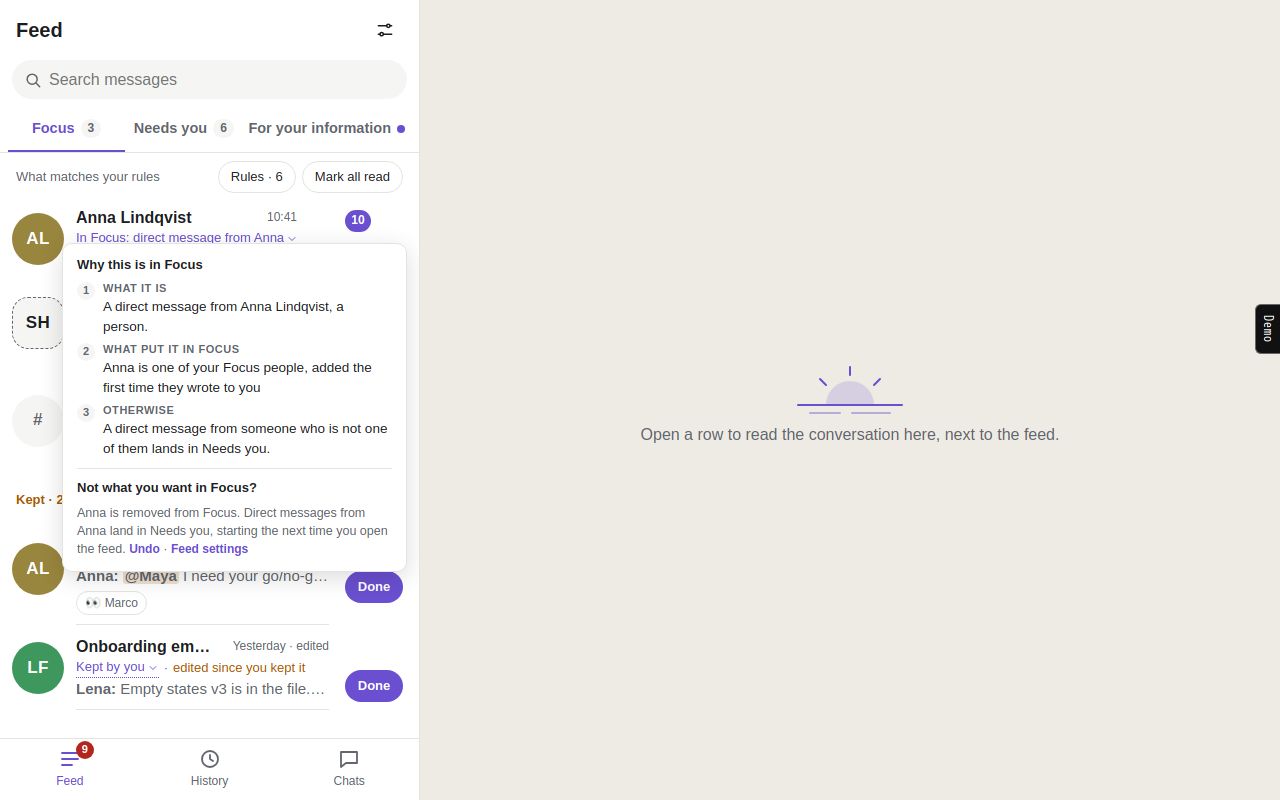 Feed
Search messages
Focus 3 Needs you 6 For your information
What matches your rules Rules · 6 Mark all read
AL Anna Lindqvist 10:41 10
In Focus: direct message from Anna
Why this is in Focus
1 WHAT IT IS
A direct message from Anna Lindqvist, a
person.
SH
2 WHAT PUT IT IN FOCUS
Anna is one of your Focus people, added the
first time they wrote to you
3 OTHERWISE
#
A direct message from someone who is not one
of them lands in Needs you.
Not what you want in Focus?
Kept · 2
Anna is removed from Focus. Direct messages from
Anna land in Needs you, starting the next time you open
the feed. Undo · Feed settings
AL
Anna: @Maya I need your go/no-g…
Done
👀 Marco
Onboarding em… Yesterday · edited
LF Kept by you · edited since you kept it
Lena: Empty states v3 is in the file.…
Done
9
Feed History Chats
Open a row to read the conversation here, next to the feed.
Demo